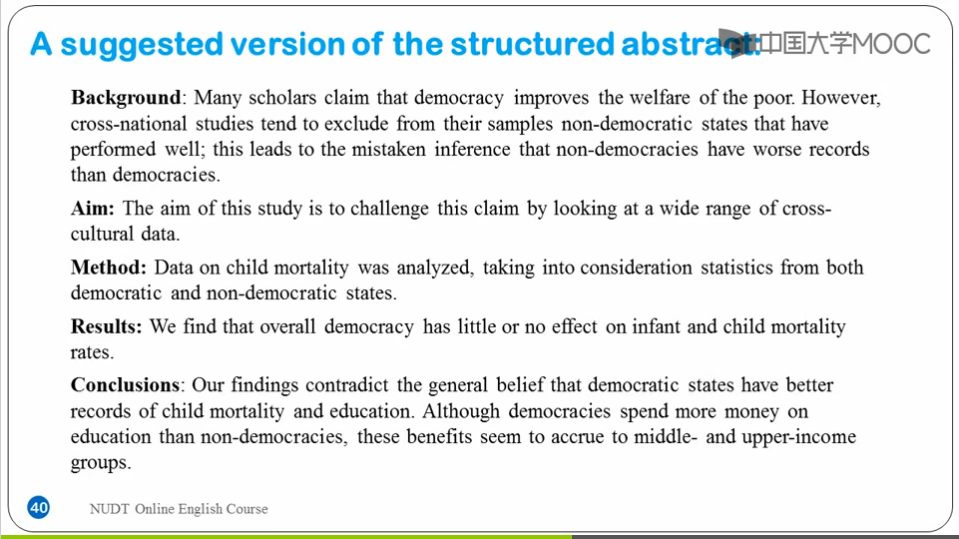 A suggested version of the structured abstract:
中国大学MOOC
Background: Many scholars claim that democracy improves the welfare of the poor. However,
cross-national studies tend to exclude from their samples non-democratic states that have
performed well; this leads to the mistaken inference that non-democracies have worse records
than democracies.
Aim: The aim of this study is to challenge this claim by looking at a wide range of cross-
cultural data.
Method: Data on child mortality was analyzed, taking into consideration statistics from both
democratic and non-democratic states.
Results: We find that overall democracy has little or no effect on infant and child mortality
rates.
Conclusions: Our findings contradict the general belief that democratic states have better
records of child mortality and education. Although democracies spend more money on
education than non-democracies, these benefits seem to accrue to middle- and upper-income
groups.
40
NUDT Online English Course